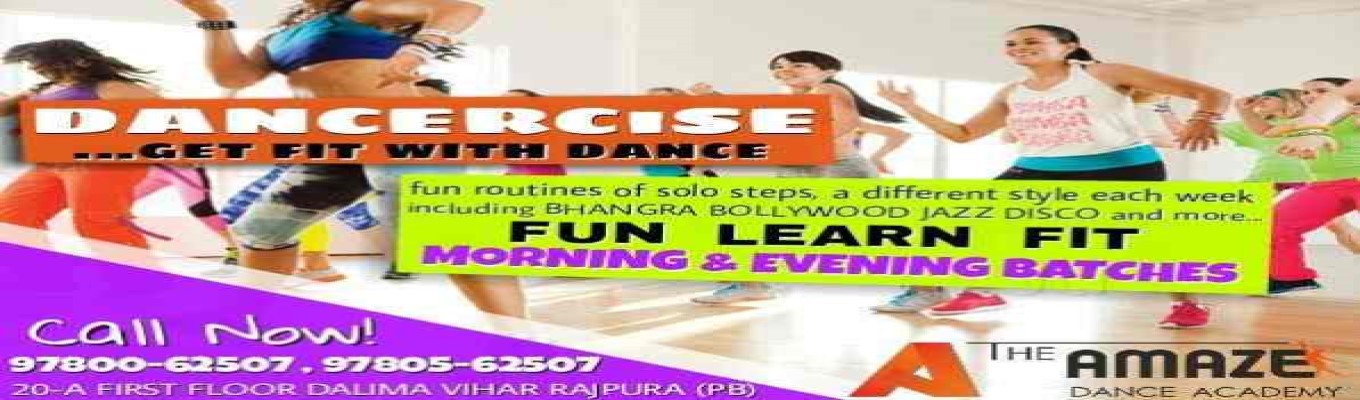 DANCERCISE
...GET FIT WITH DANCE
fun routines of solo steps, a different style each week
including BHANGRA BOLLYWOOD JAZZ DISCO and more...
FUN LEARN FIT
MORNING & EVENING BATCHES
Call Now!
97800-62507, 97805-62507
20-A FIRST FLOOR DALIMA VIHAR RAJPURA (PB)
THE AMAZE
DANCE ACADEMY